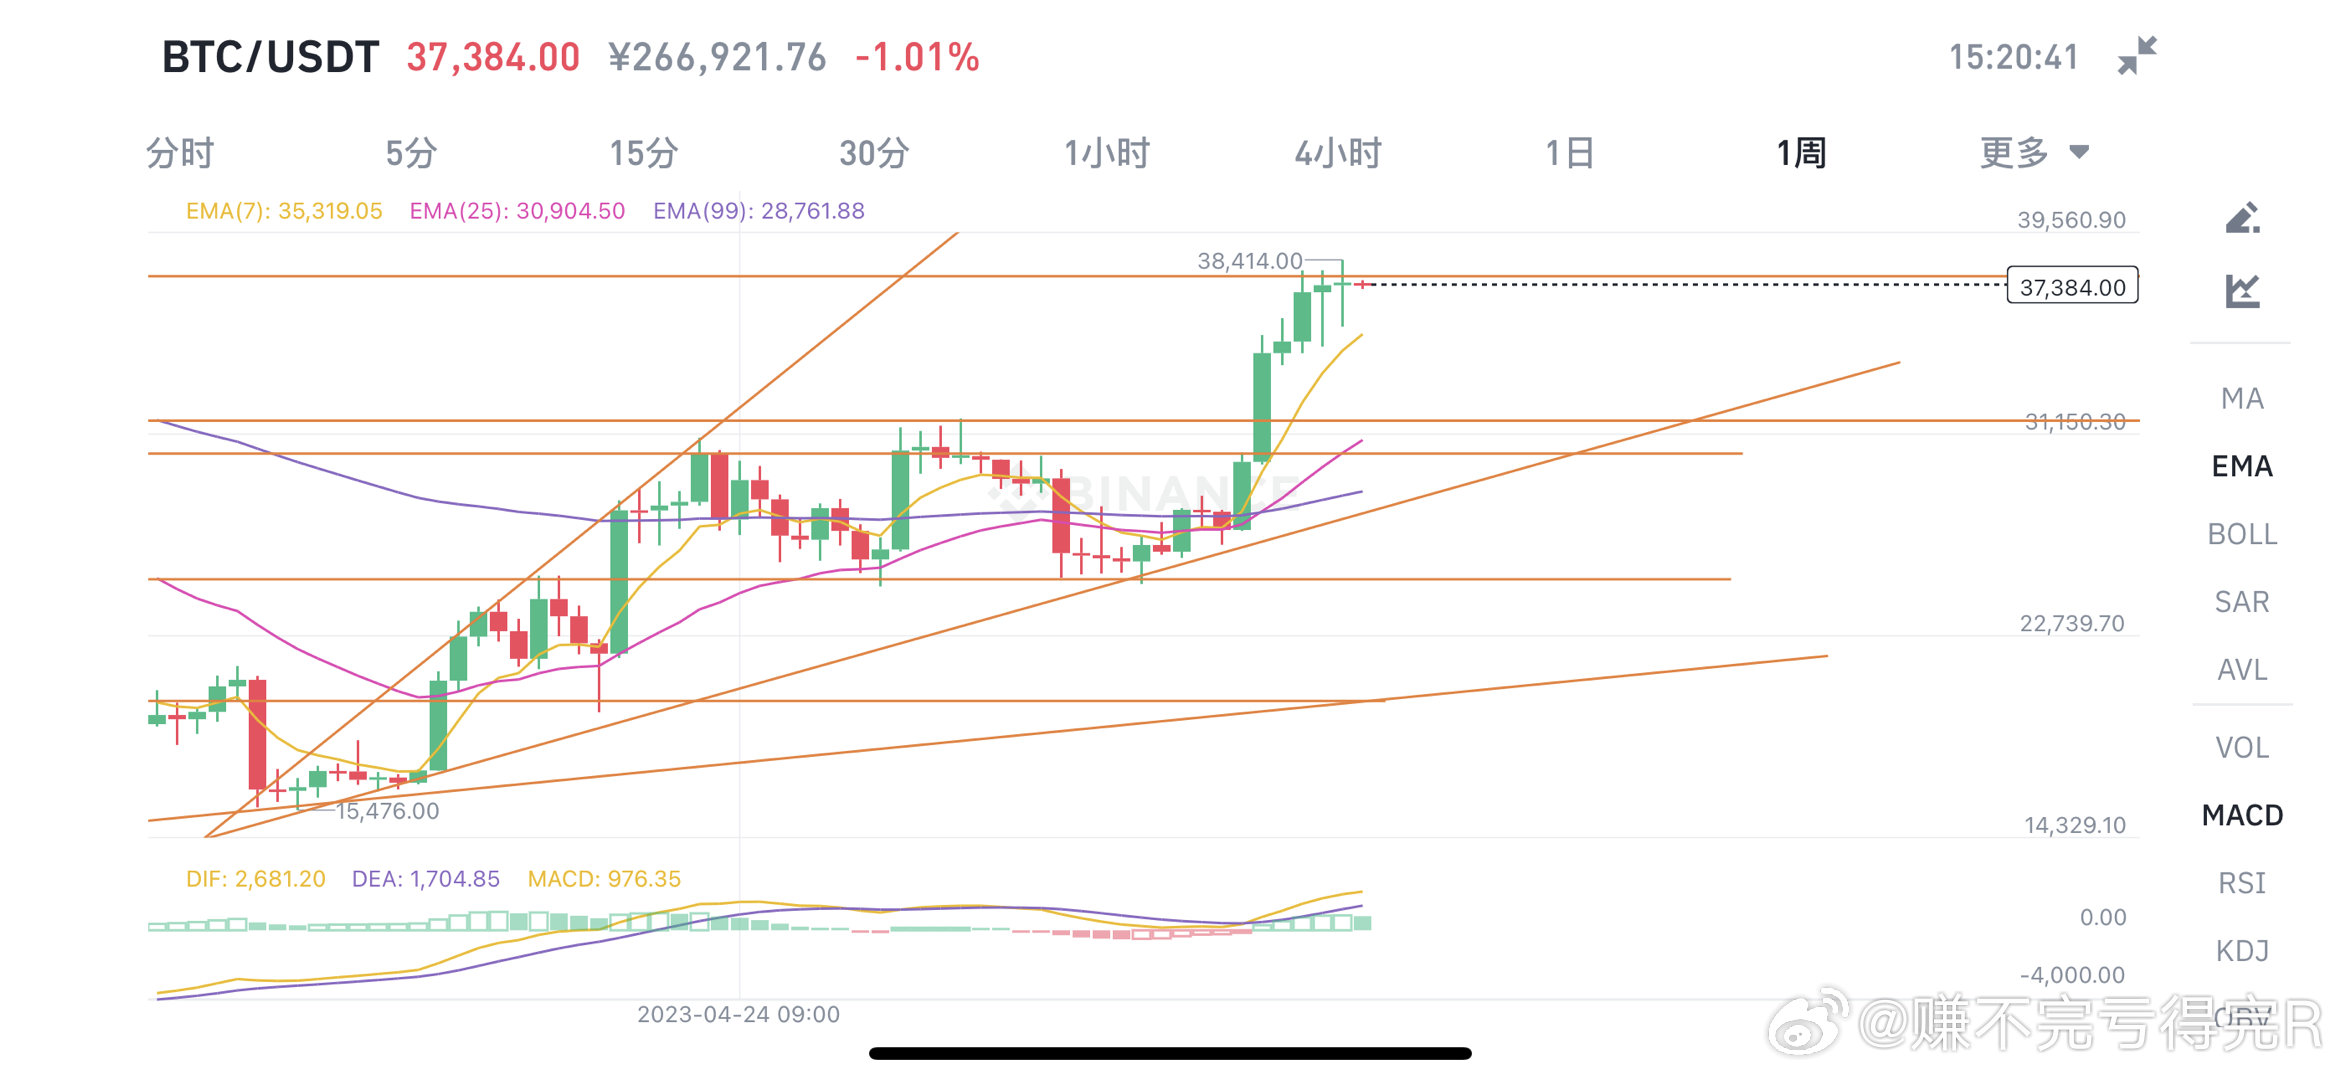 BTC/USDT 37,384.00 ¥266,921.76 -1.01% 15:20:41
分时 5分 15分 30分 1小时 4小时 1日 1周 更多
EMA(7): 35,319.05 EMA(25): 30,904.50 EMA(99): 28,761.88
39,560.90
38,414.00
37,384.00
31,150.30
BINANCE
22,739.70
15,476.00
14,329.10
DIF: 2,681.20 DEA: 1,704.85 MACD: 976.35
0.00
-4,000.00
2023-04-24 09:00
MA
EMA
BOLL
SAR
AVL
VOL
MACD
RSI
KDJ
OBV
@赚不完亏得完R